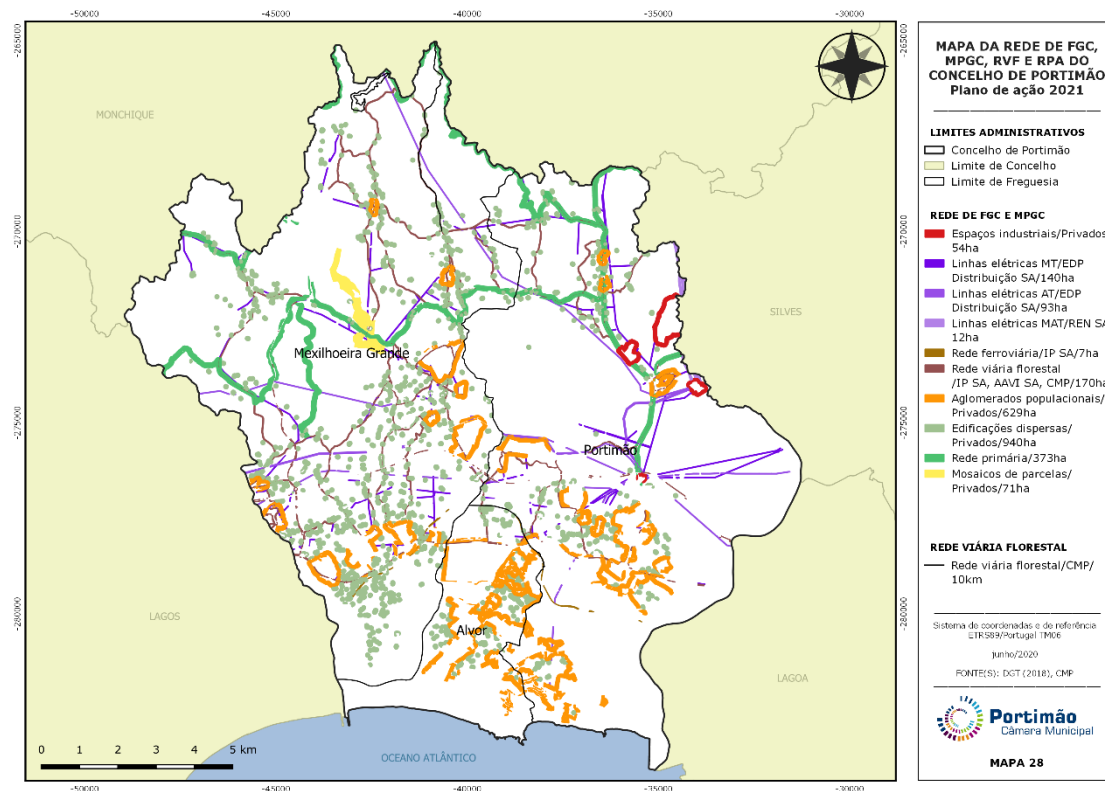 -50000
-45000
-40000
-35000
-30000
-265000
-265000
MONCHIQUE
-270000
-270000
SILVES
Mexilhoeira Grande
-275000
-275000
Portimão
-280000
-280000
LAGOS
Alvor
LAGOA
0 1 2 3 4 5 km
OCEANO ATLÂNTICO
-50000
-45000
-40000
-35000
-30000
MAPA DA REDE DE FGC,
MPGC, RVF E RPA DO
CONCELHO DE PORTIMÃO
Plano de ação 2021
LIMITES ADMINISTRATIVOS
Concelho de Portimão
Limite de Concelho
Limite de Freguesia
REDE DE FGC E MPGC
Espaços industriais/Privados
54ha
Linhas elétricas MT/EDP
Distribuição SA/140ha
Linhas elétricas AT/EDP
Distribuição SA/93ha
Linhas elétricas MAT/REN SA
12ha
Rede ferroviária/IP SA/7ha
Rede viária florestal
/IP SA, AAVI SA, CMP/170ha
Aglomerados populacionais/
Privados/629ha
Edificações dispersas/
Privados/940ha
Rede primária/373ha
Mosaicos de parcelas/
Privados/71ha
REDE VIÁRIA FLORESTAL
Rede viária florestal/CMP/
10km
Sistema de coordenadas e de referência
ETRS89/Portugal TM06
junho/2020
FONTE(S): DGT (2018), CMP
Portimão
Câmara Municipal
MAPA 28